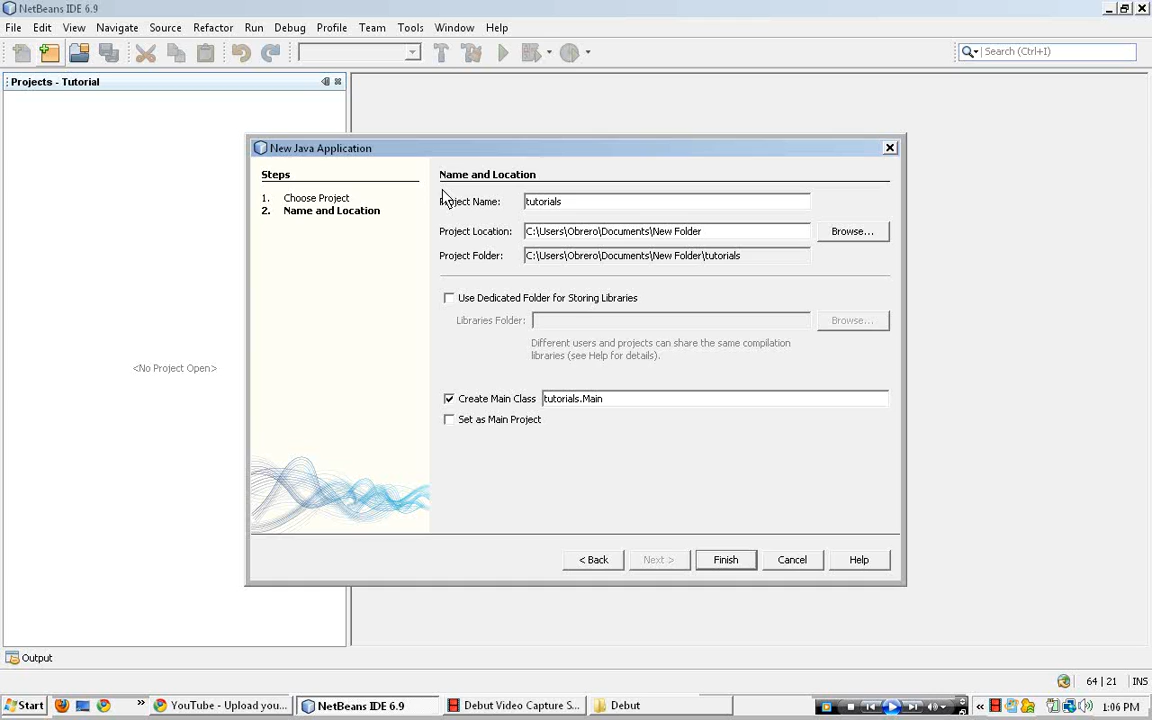 NetBeans IDE 6.9
File Edit View Navigate Source Refactor Run Debug Profile Team Tools Window Help
Search (Ctrl+I)
Projects - Tutorial
<No Project Open>
New Java Application
Steps
1. Choose Project
2. Name and Location
Name and Location
Project Name: tutorials
Project Location: C:\Users\Obrero\Documents\New Folder Browse...
Project Folder: C:\Users\Obrero\Documents\New Folder\tutorials
Use Dedicated Folder for Storing Libraries
Libraries Folder: Browse...
Different users and projects can share the same compilation
libraries (see Help for details).
Create Main Class tutorials.Main
Set as Main Project
< Back Next > Finish Cancel Help
Output
64 | 21 INS
Start » YouTube - Upload you... NetBeans IDE 6.9 Debut Video Capture S... Debut « 1:06 PM